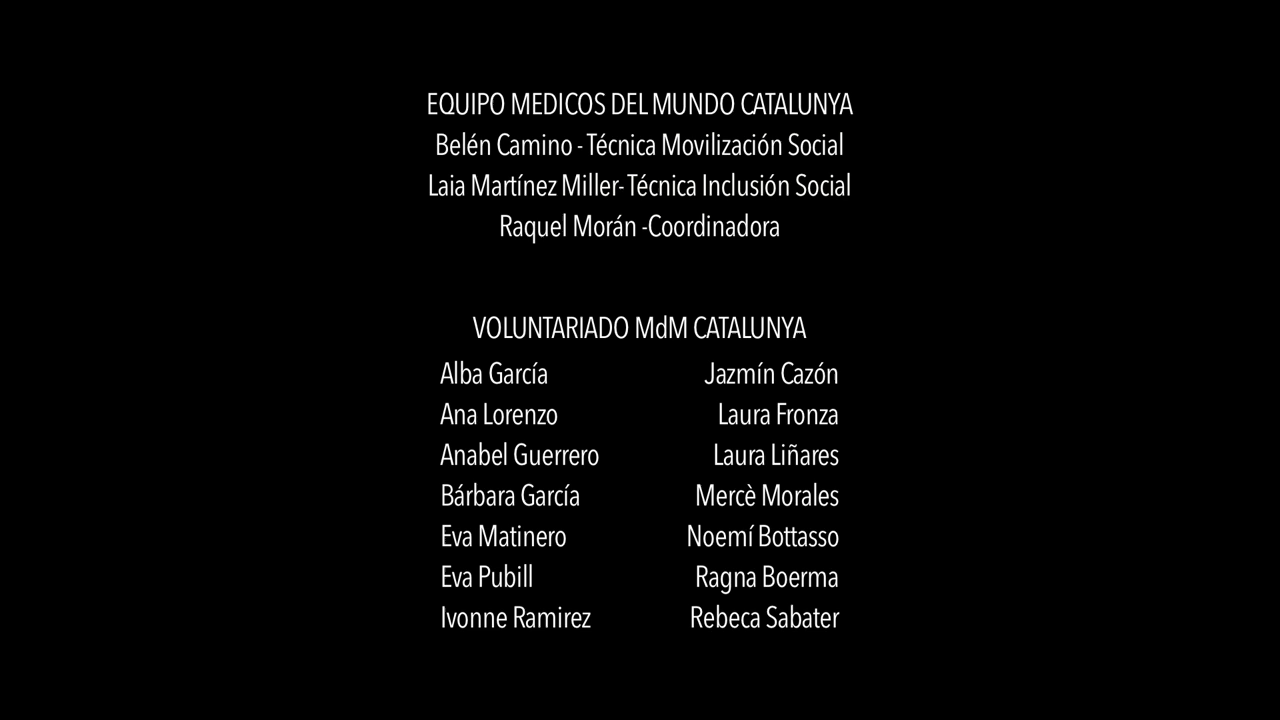 EQUIPO MEDICOS DEL MUNDO CATALUNYA
Belén Camino - Técnica Movilización Social
Laia Martínez Miller- Técnica Inclusión Social
Raquel Morán -Coordinadora
VOLUNTARIADO MdM CATALUNYA
Alba García Jazmín Cazón
Ana Lorenzo Laura Fronza
Anabel Guerrero Laura Liñares
Bárbara García Mercè Morales
Eva Matinero Noemí Bottasso
Eva Pubill Ragna Boerma
Ivonne Ramirez Rebeca Sabater